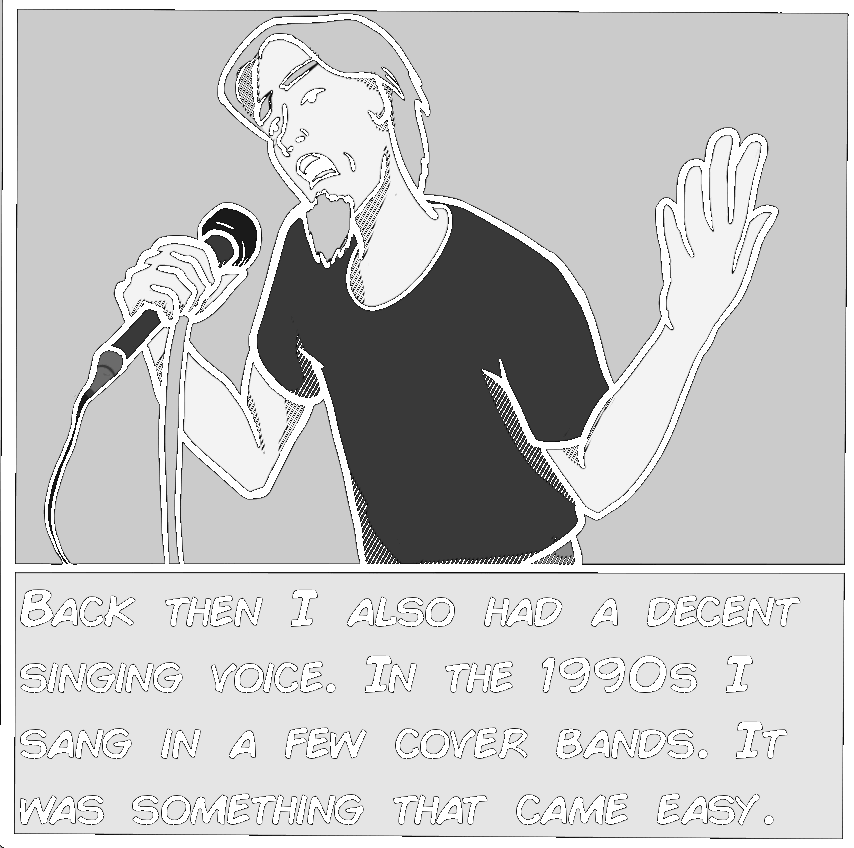 Back then I also had a decent
singing voice. In the 1990s I
sang in a few cover bands. It
was something that came easy.